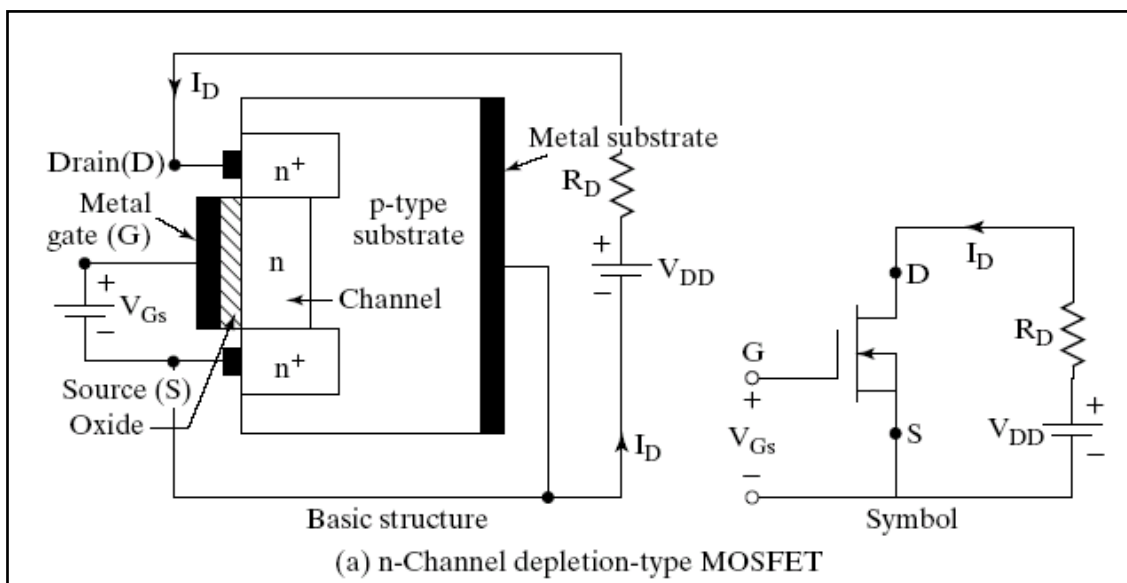 I_D
Drain(D)
n+
Metal substrate
R_D
Metal
gate (G)
p-type
substrate
+
V_DD
−
n
+
V_Gs
−
Channel
n+
Source (S)
Oxide
I_D
Basic structure
I_D
D
R_D
G
+
V_Gs
−
S
V_DD
+
−
Symbol
(a) n-Channel depletion-type MOSFET